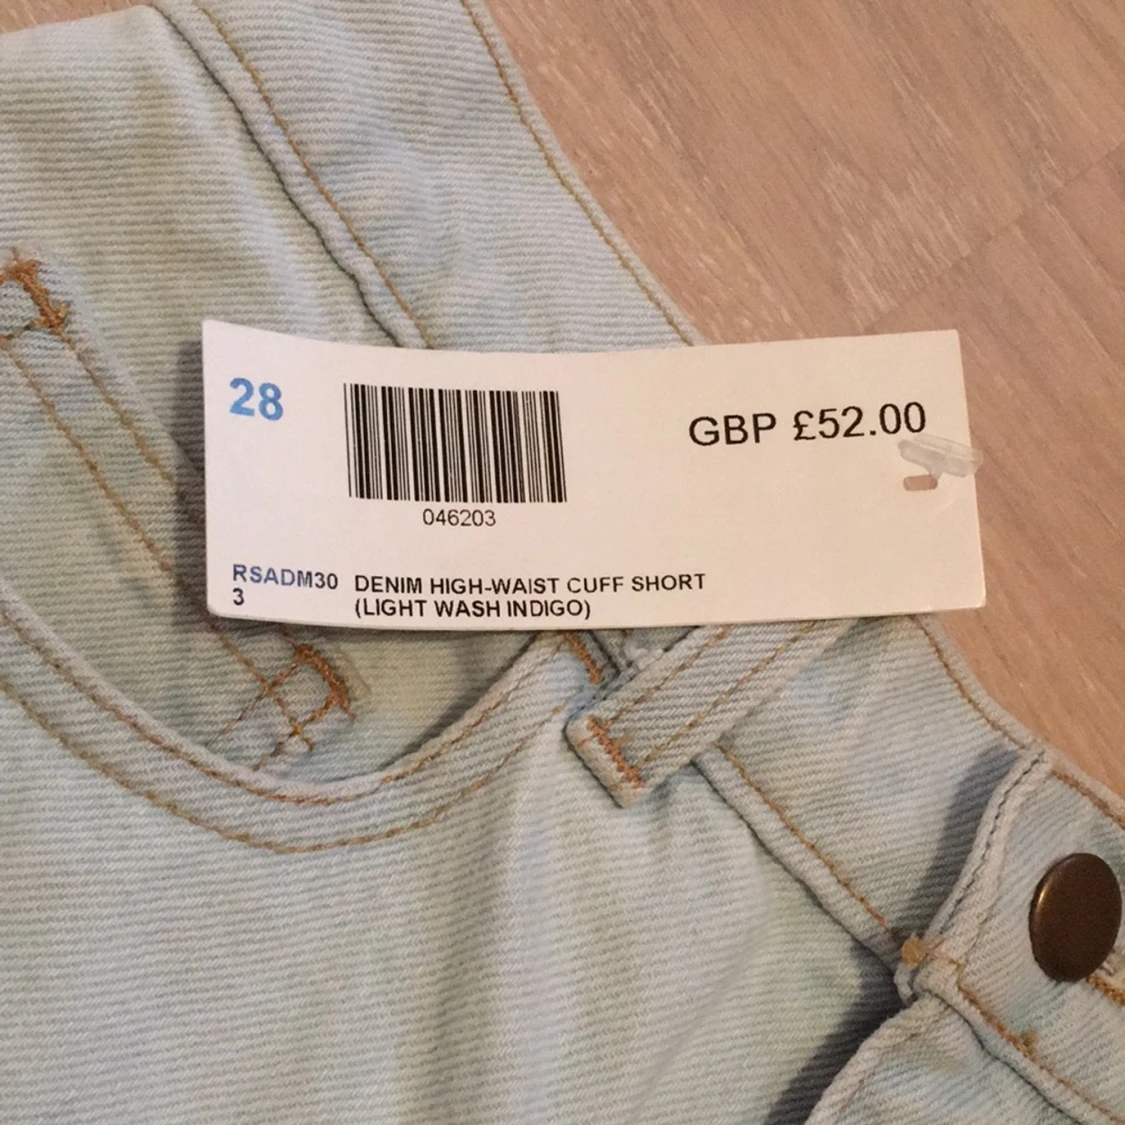 28
GBP £52.00
046203
RSADM30 DENIM HIGH-WAIST CUFF SHORT
3 (LIGHT WASH INDIGO)